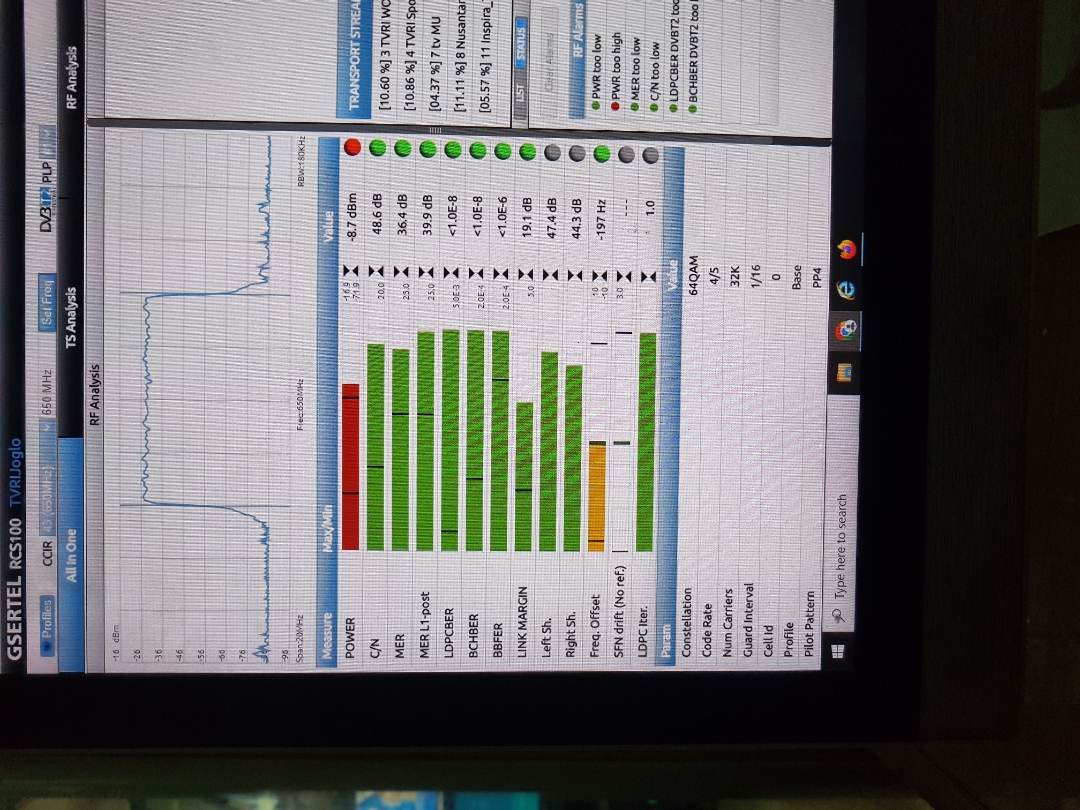 GSERTEL RCS100 TVRIJoglo
Profiles CCIR 43 (650MHz) 650 MHz Set Freq DVB T2 PLP
All In One TS Analysis RF Analysis
RF Analysis
-16 dBm
-26
-36
-46
-56
-66
-76
-96
Span:20MHz Freq:650MHz RBW:180KHz
Measure Max/Min Value
POWER -16.9 -71.9 -8.7 dBm
C/N 20.0 48.6 dB
MER 25.0 36.4 dB
MER L1-post 25.0 39.9 dB
LDPCBER 5.0E-3 <1.0E-8
BCHBER 2.0E-4 <1.0E-8
BBFER 2.0E-4 <1.0E-6
LINK MARGIN 5.0 19.1 dB
Left Sh. 47.4 dB
Right Sh. 44.3 dB
Freq. Offset 10 -10 -197 Hz
SFN drift (No ref.) 3.0 ---
LDPC Iter. 1.0
Param Value
Constellation 64QAM
Code Rate 4/5
Num Carriers 32K
Guard Interval 1/16
Cell Id 0
Profile Base
Pilot Pattern PP4
TRANSPORT STREA
[10.60 %] 3 TVRI WO
[10.86 %] 4 TVRI Spo
[04.37 %] 7 tv MU
[11.11 %] 8 Nusantar
[05.57 %] 11 Inspira_
LIST STATUS
Clear Alarms
RF Alarms
PWR too low
PWR too high
MER too low
C/N too low
LDPCBER DVBT2 too
BCHBER DVBT2 too
Type here to search